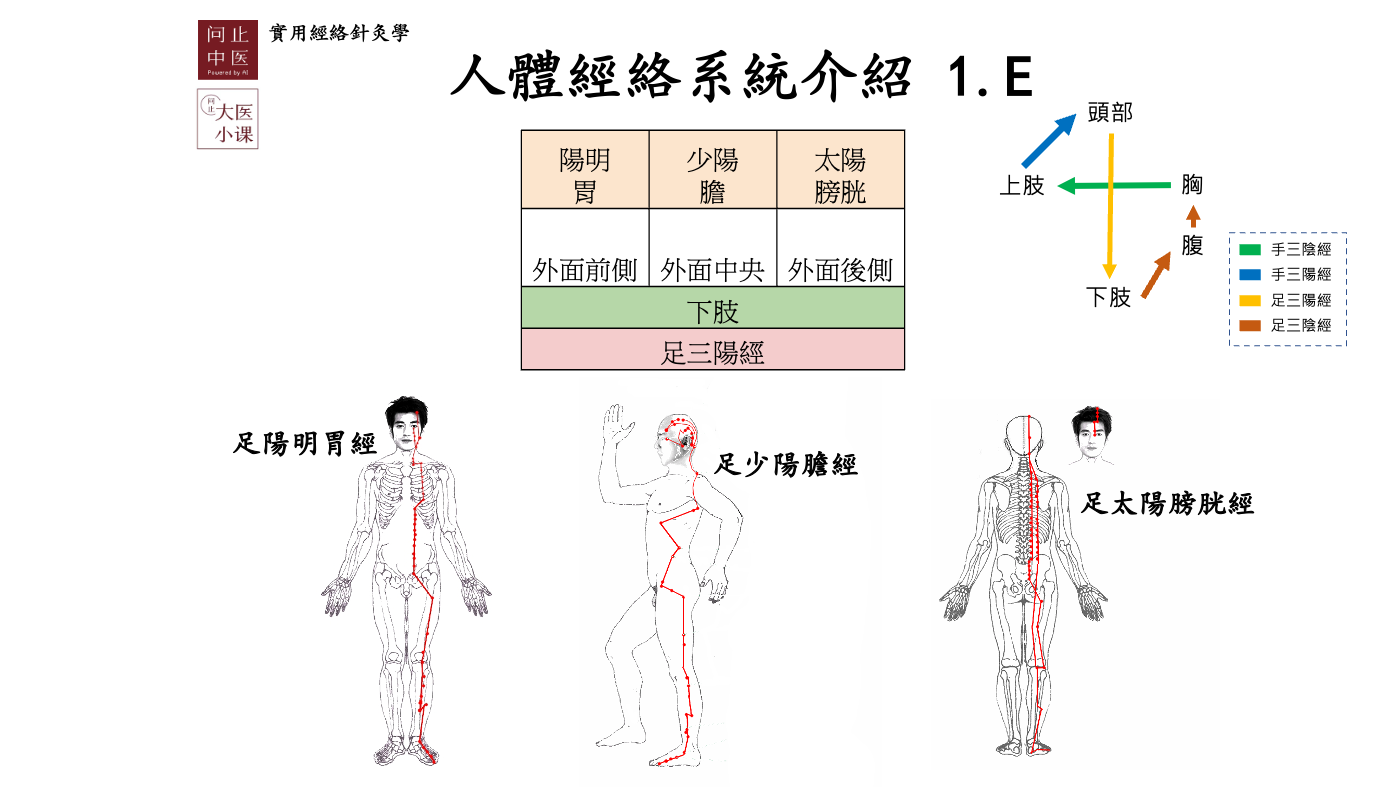 问止
中医
Powered by AI
實用經絡針灸學
问止
大医
小课
人體經絡系統介紹 1.E
陽明
胃
少陽
膽
太陽
膀胱
外面前側
外面中央
外面後側
下肢
足三陽經
頭部
上肢
胸
腹
下肢
手三陰經
手三陽經
足三陽經
足三陰經
足陽明胃經
足少陽膽經
足太陽膀胱經